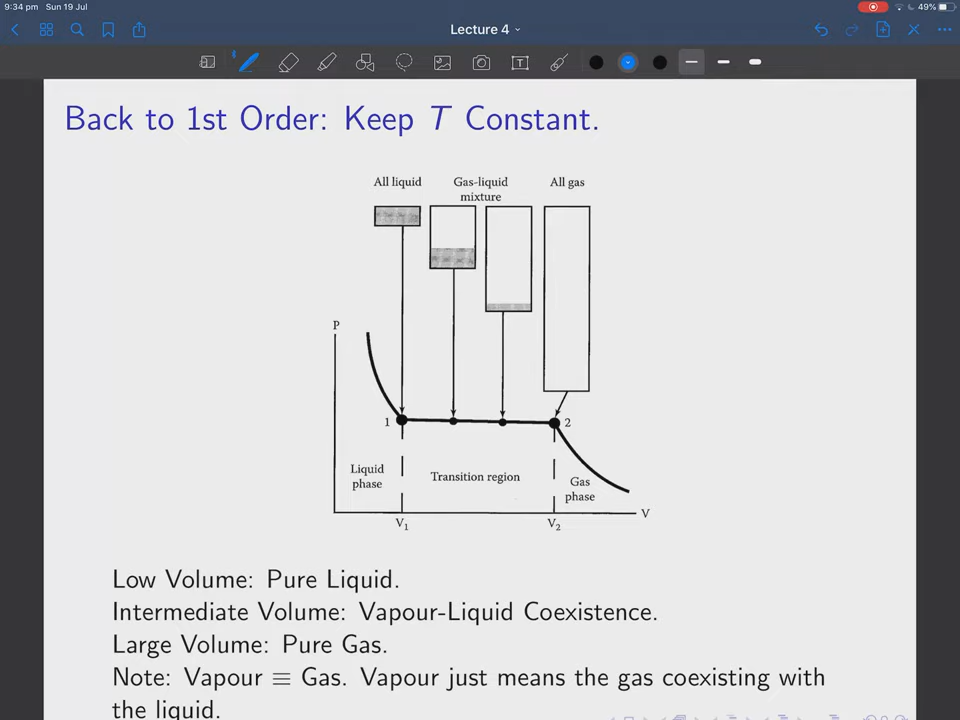 9:34 pm Sun 19 Jul
49%
Lecture 4
T
Back to 1st Order: Keep T Constant.
All liquid
Gas-liquid
mixture
All gas
P
1
2
Liquid
phase
Transition region
Gas
phase
V
V₁
V₂
Low Volume: Pure Liquid.
Intermediate Volume: Vapour-Liquid Coexistence.
Large Volume: Pure Gas.
Note: Vapour ≡ Gas. Vapour just means the gas coexisting with
the liquid.